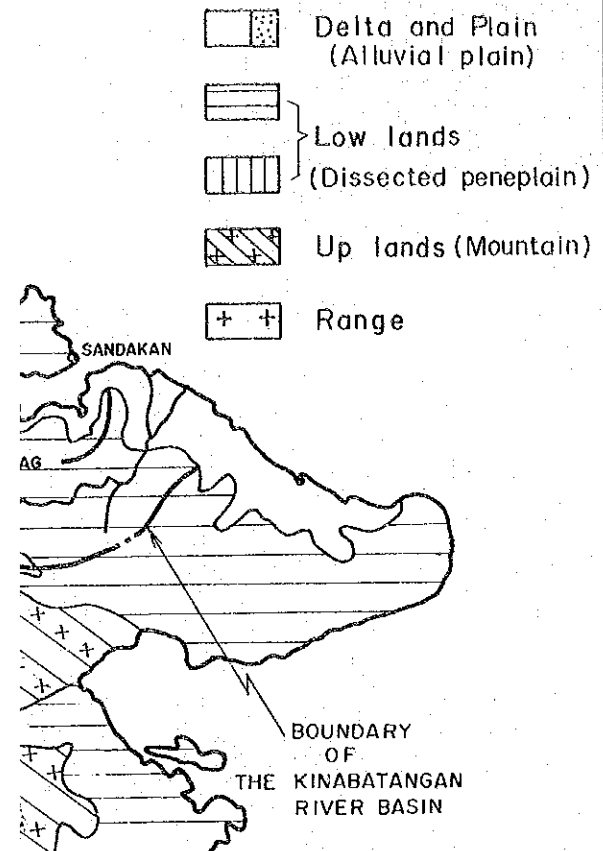 Delta and Plain
(Alluvial plain)
Low lands
(Dissected peneplain)
Up lands (Mountain)
Range
SANDAKAN
AG
BOUNDARY
OF
THE KINABATANGAN
RIVER BASIN